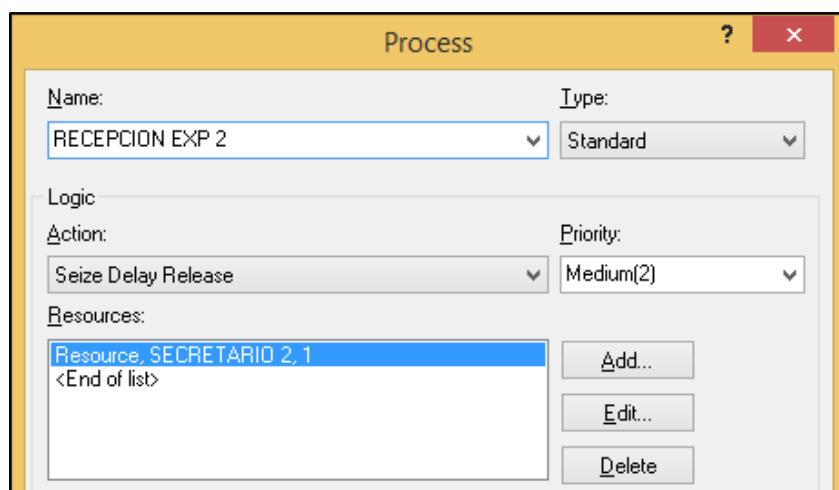 Process
? ×
Name: Type:
RECEPCION EXP 2 Standard
Logic
Action: Priority:
Seize Delay Release Medium(2)
Resources:
Resource, SECRETARIO 2, 1
<End of list>
Add...
Edit...
Delete